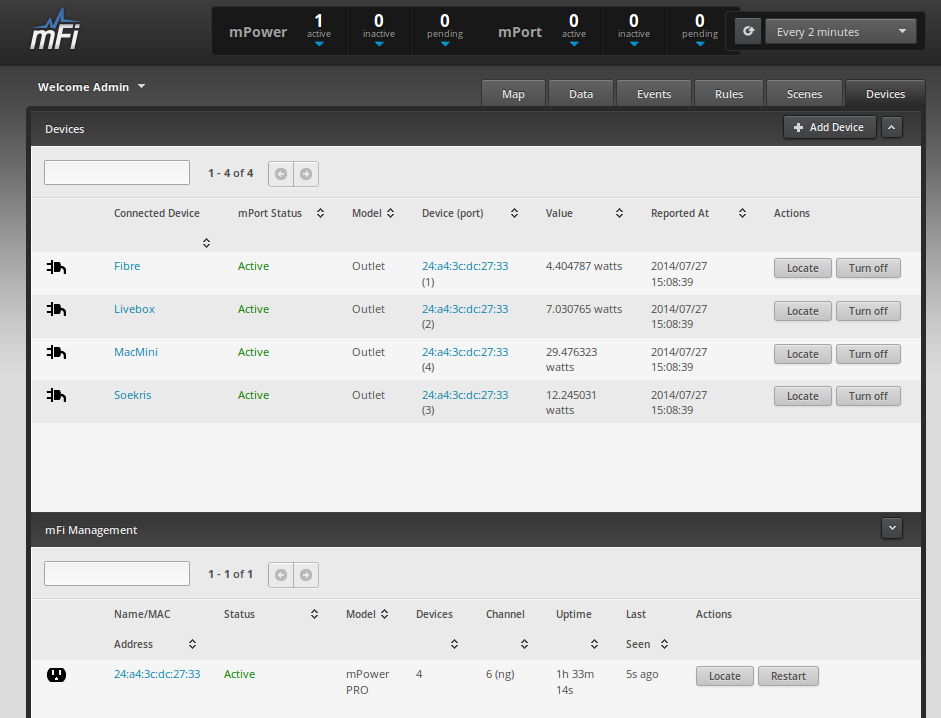 mFi
mPower 1 active 0 inactive 0 pending mPort 0 active 0 inactive 0 pending Every 2 minutes
Welcome Admin Map Data Events Rules Scenes Devices
Devices Add Device
1 - 4 of 4
Connected Device mPort Status Model Device (port) Value Reported At Actions
Fibre Active Outlet 24:a4:3c:dc:27:33 4.404787 watts 2014/07/27 Locate Turn off
(1) 15:08:39
Livebox Active Outlet 24:a4:3c:dc:27:33 7.030765 watts 2014/07/27 Locate Turn off
(2) 15:08:39
MacMini Active Outlet 24:a4:3c:dc:27:33 29.476323 2014/07/27 Locate Turn off
(4) watts 15:08:39
Soekris Active Outlet 24:a4:3c:dc:27:33 12.245031 2014/07/27 Locate Turn off
(3) watts 15:08:39
mFi Management
1 - 1 of 1
Name/MAC Status Model Devices Channel Uptime Last Actions
Address Seen
24:a4:3c:dc:27:33 Active mPower 4 6 (ng) 1h 33m 5s ago Locate Restart
PRO 14s